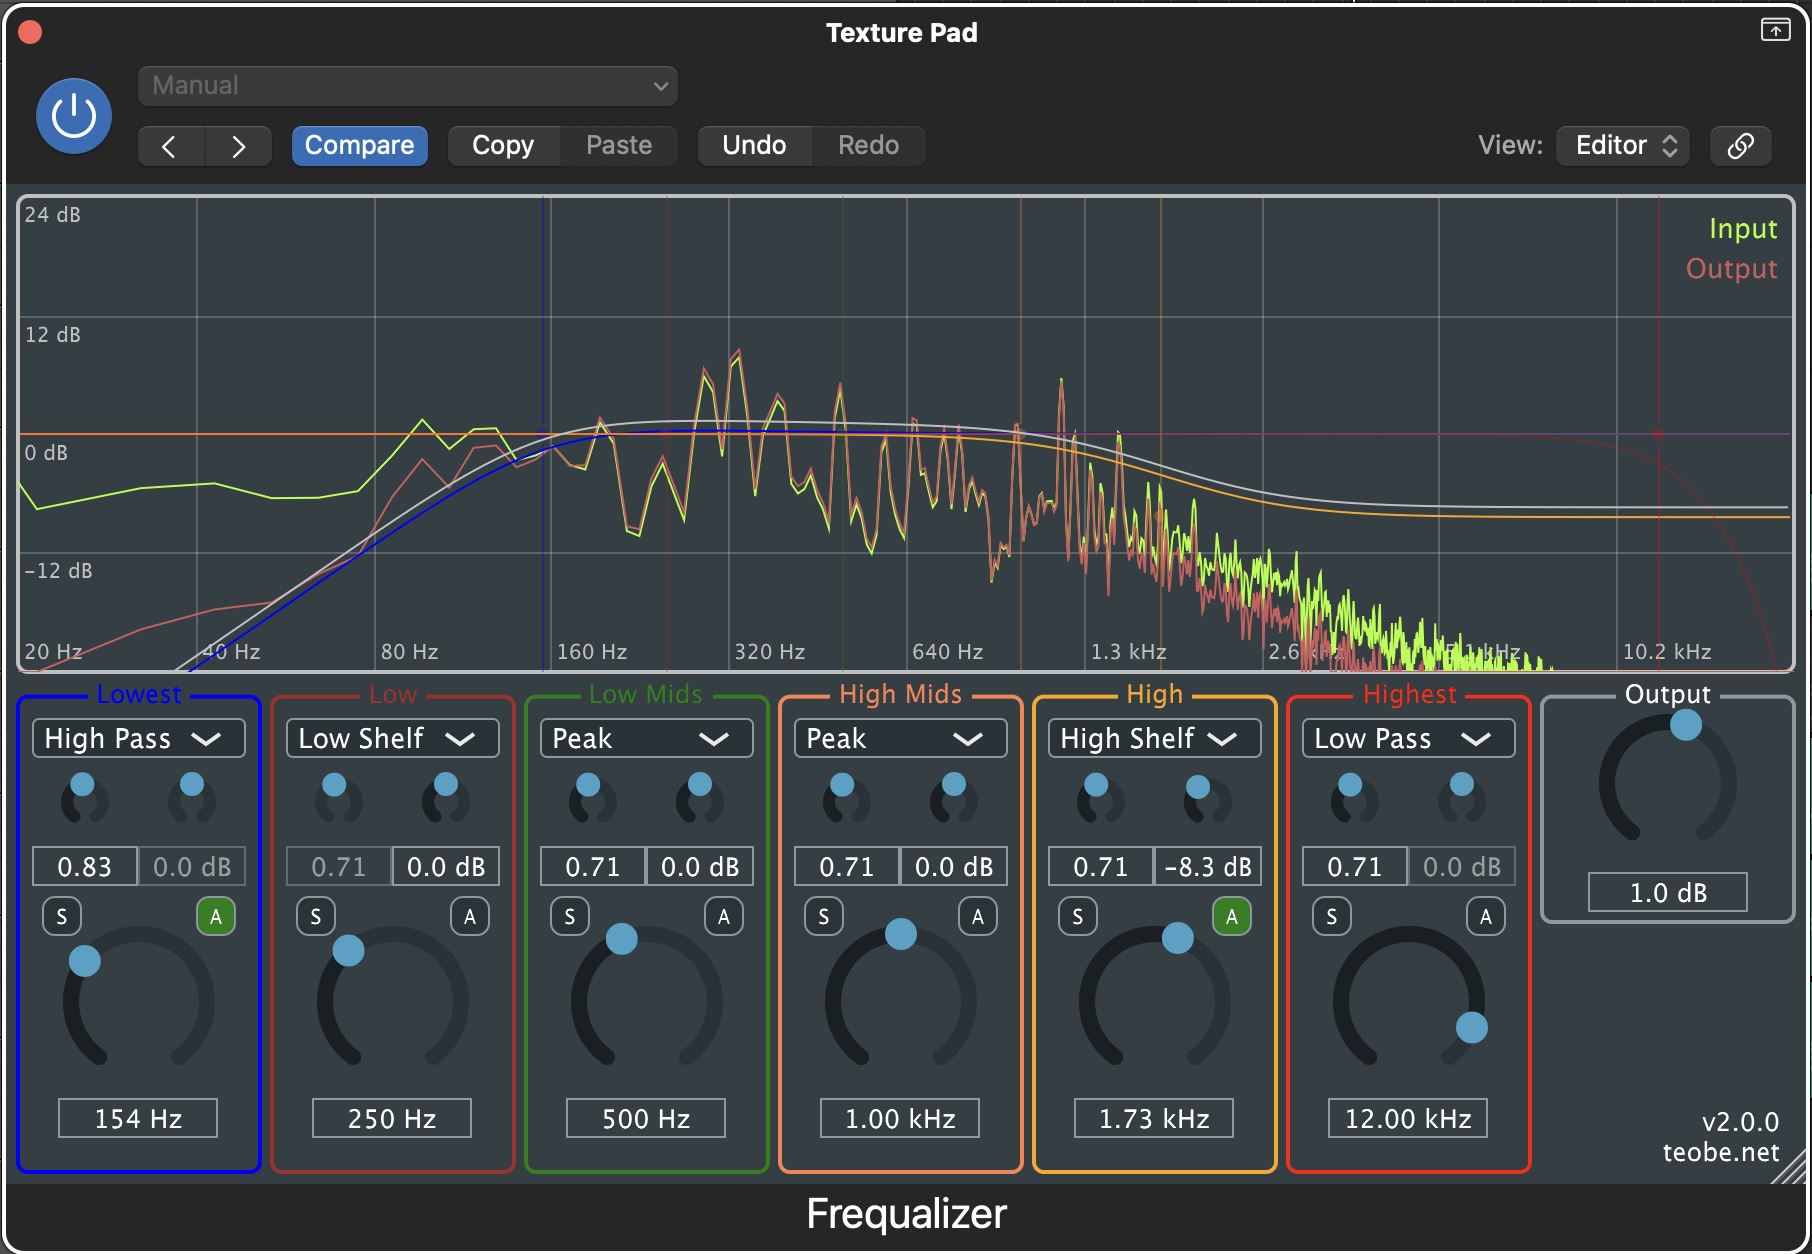 Texture Pad
Manual
Compare Copy Paste Undo Redo View: Editor
24 dB
Input
Output
12 dB
0 dB
-12 dB
20 Hz 40 Hz 80 Hz 160 Hz 320 Hz 640 Hz 1.3 kHz 2.6 kHz 5.1 kHz 10.2 kHz
Lowest Low Low Mids High Mids High Highest Output
High Pass Low Shelf Peak Peak High Shelf Low Pass
0.83 0.0 dB 0.71 0.0 dB 0.71 0.0 dB 0.71 0.0 dB 0.71 -8.3 dB 0.71 0.0 dB 1.0 dB
S A S A S A S A S A S A
154 Hz 250 Hz 500 Hz 1.00 kHz 1.73 kHz 12.00 kHz
v2.0.0
teobe.net
Frequalizer